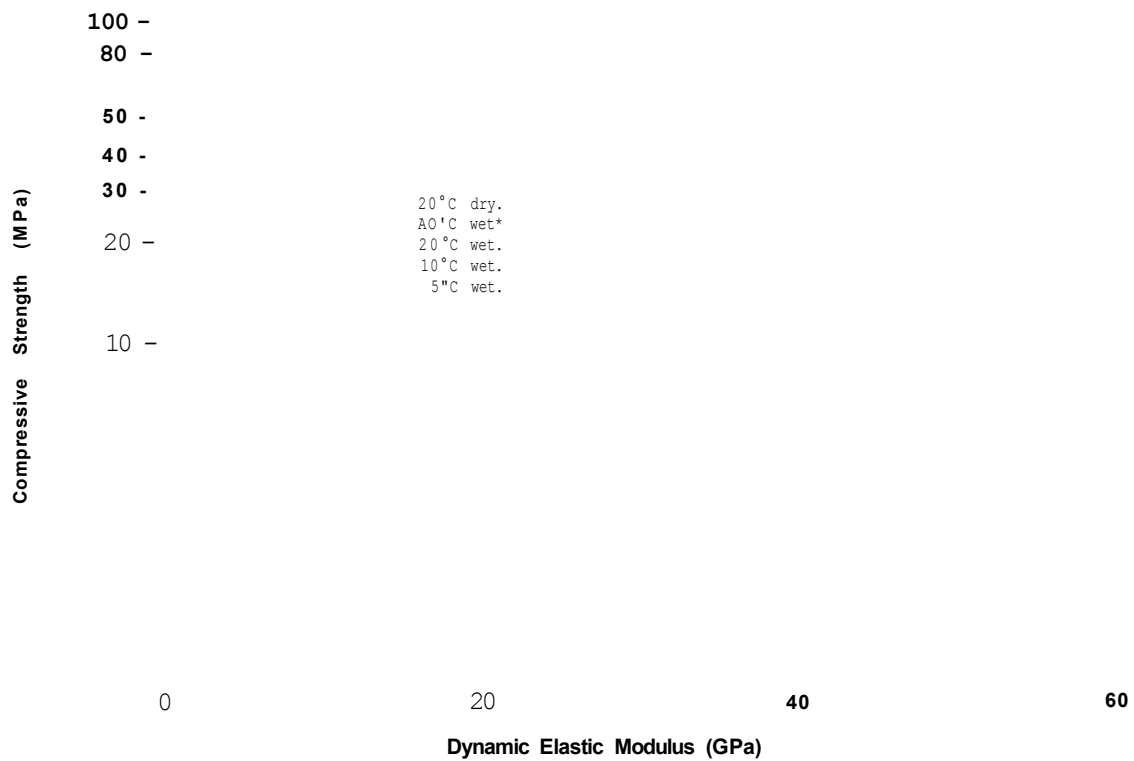 100 –
80 –
50 -
40 -
30 -
20 –
10 –
Compressive Strength (MPa)
20°C dry.
AO'C wet*
20°C wet.
10°C wet.
5"C wet.
0 20 40 60
Dynamic Elastic Modulus (GPa)